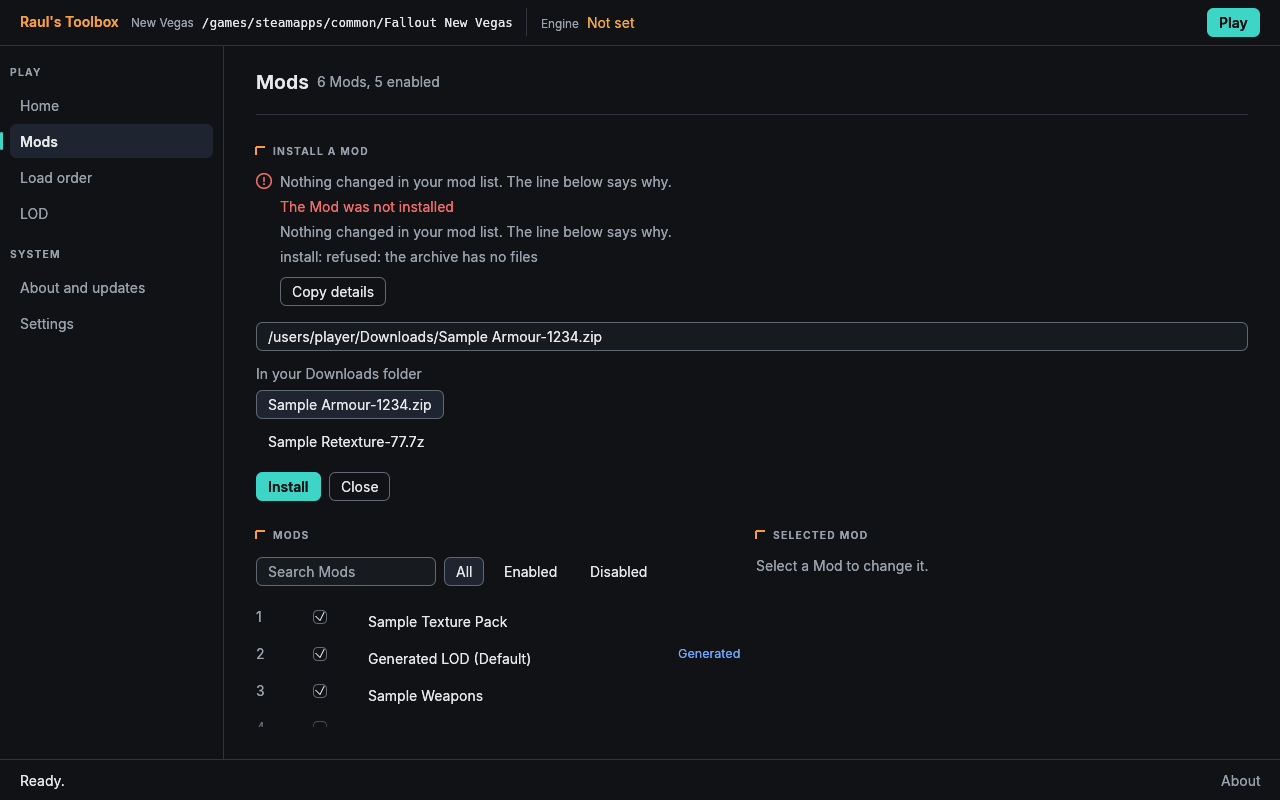 Raul's Toolbox New Vegas /games/steamapps/common/Fallout New Vegas Engine Not set Play
PLAY
Home
Mods
Load order
LOD
SYSTEM
About and updates
Settings
Mods 6 Mods, 5 enabled
INSTALL A MOD
Nothing changed in your mod list. The line below says why.
The Mod was not installed
Nothing changed in your mod list. The line below says why.
install: refused: the archive has no files
Copy details
/users/player/Downloads/Sample Armour-1234.zip
In your Downloads folder
Sample Armour-1234.zip
Sample Retexture-77.7z
Install Close
MODS
Search Mods All Enabled Disabled
1 Sample Texture Pack
2 Generated LOD (Default) Generated
3 Sample Weapons
SELECTED MOD
Select a Mod to change it.
Ready. About